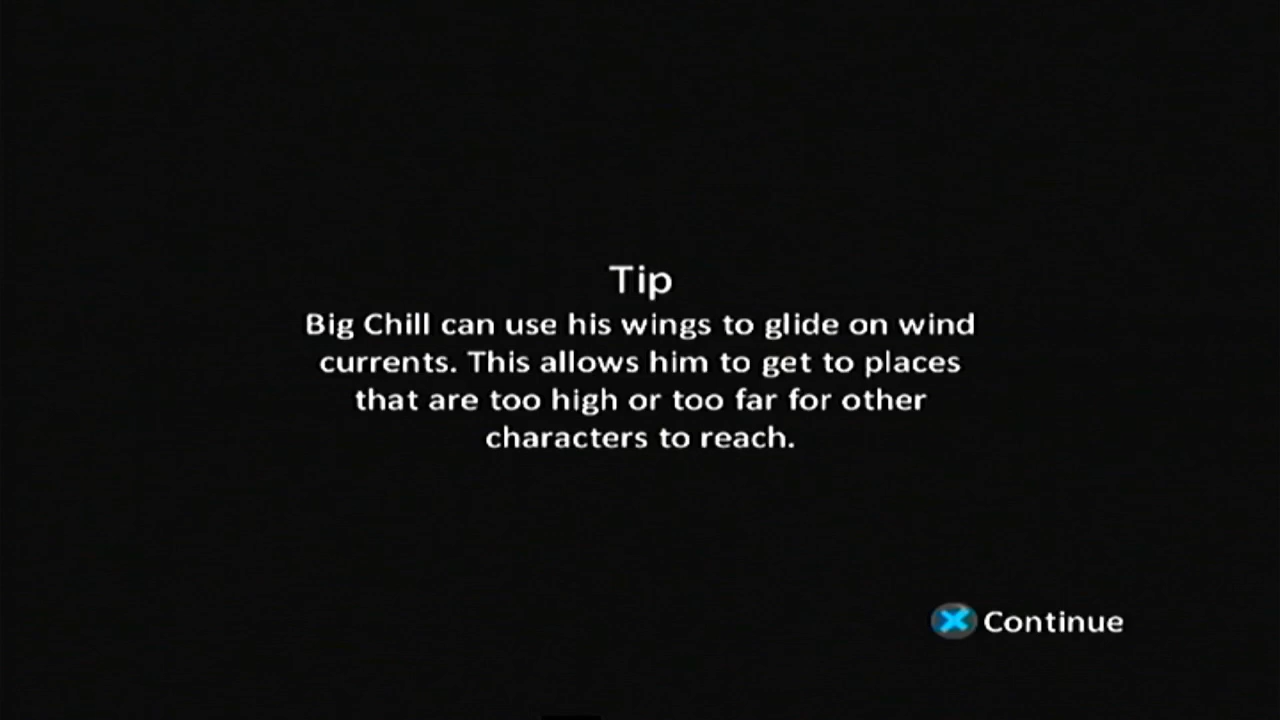 Tip
Big Chill can use his wings to glide on wind
currents. This allows him to get to places
that are too high or too far for other
characters to reach.
Continue